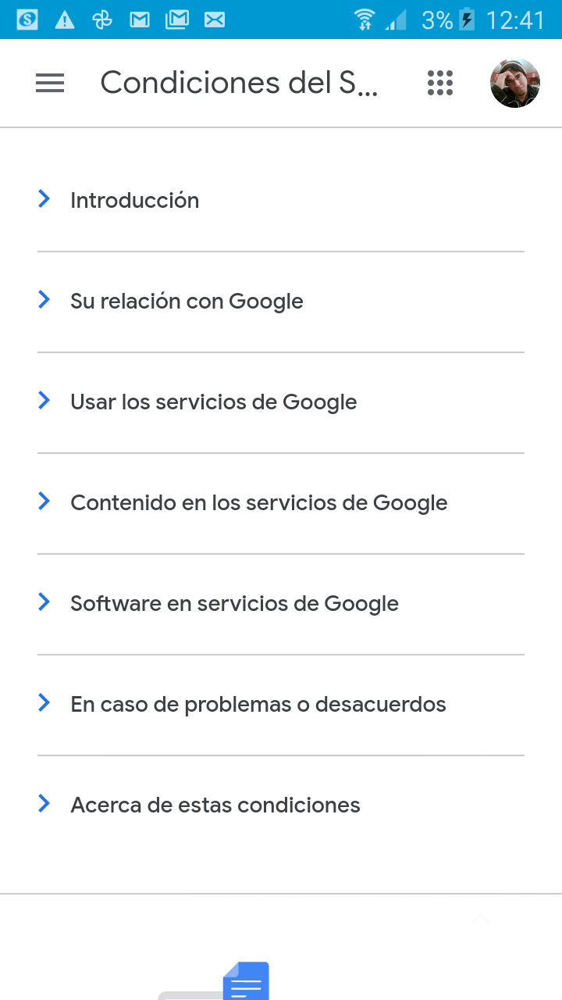 3% 12:41
Condiciones del S...
Introducción
Su relación con Google
Usar los servicios de Google
Contenido en los servicios de Google
Software en servicios de Google
En caso de problemas o desacuerdos
Acerca de estas condiciones